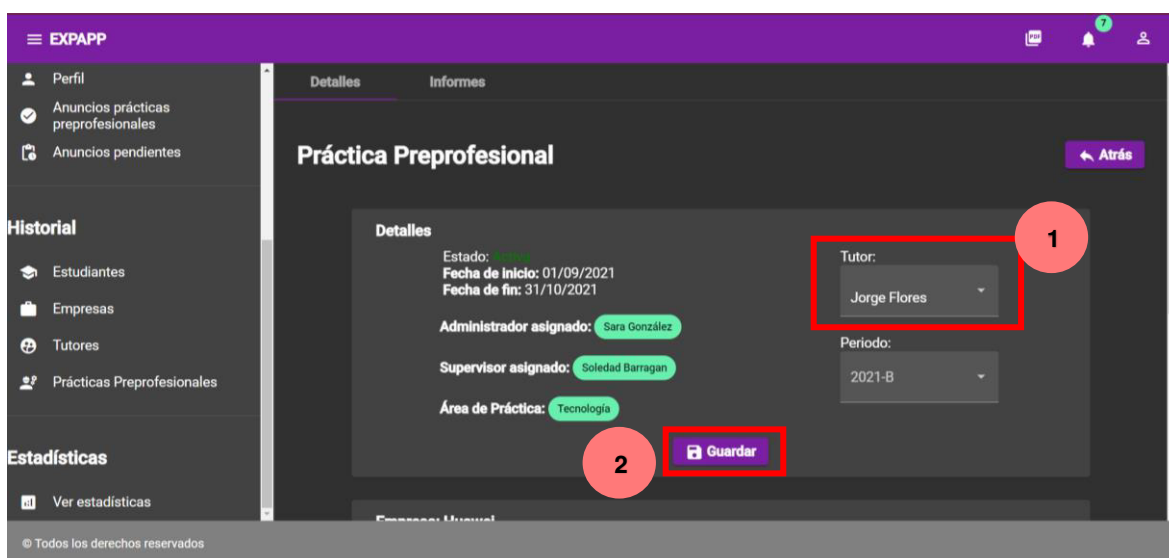 EXPAPP
PDF
7
Perfil
Anuncios prácticas
preprofesionales
Anuncios pendientes
Historial
Estudiantes
Empresas
Tutores
Prácticas Preprofesionales
Estadísticas
Ver estadísticas
Detalles
Informes
Práctica Preprofesional
Atrás
Detalles
Estado: Activa
Fecha de inicio: 01/09/2021
Fecha de fin: 31/10/2021
Administrador asignado: Sara González
Supervisor asignado: Soledad Barragan
Área de Práctica: Tecnología
Tutor:
Jorge Flores
1
Periodo:
2021-B
2
Guardar
Empresa: Huawei
© Todos los derechos reservados